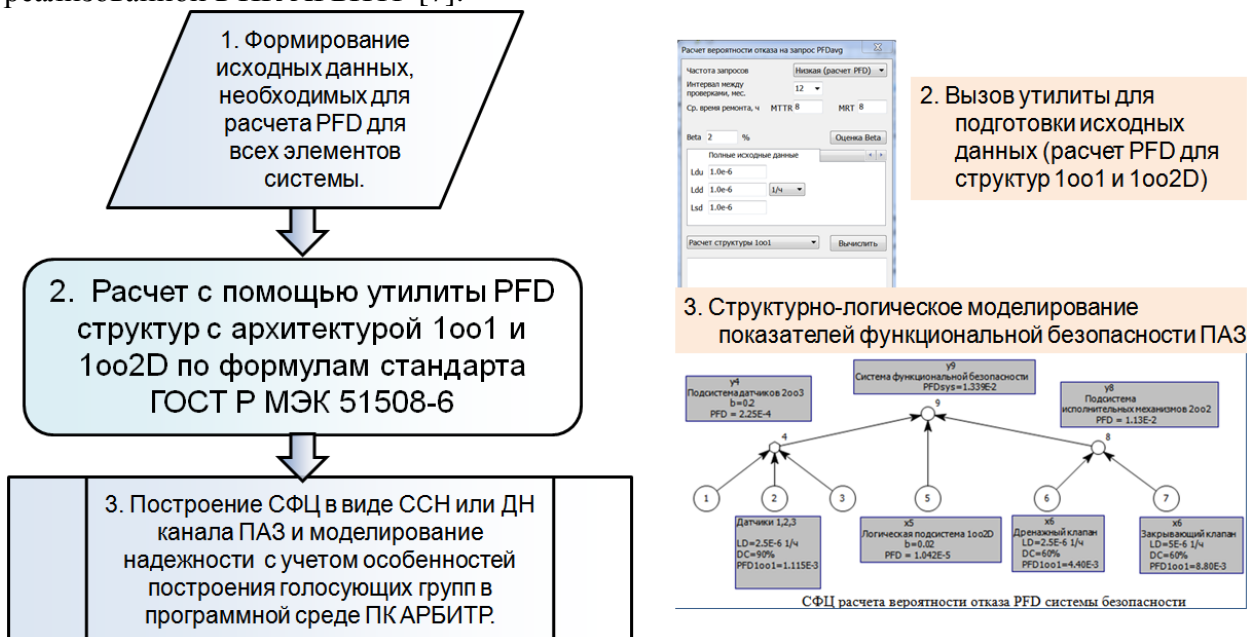 1. Формирование
исходных данных,
необходимых для
расчета PFD для
всех элементов
системы.
2. Расчет с помощью утилиты PFD
структур с архитектурой 1oo1 и
1oo2D по формулам стандарта
ГОСТ Р МЭК 51508-6
3. Построение СФЦ в виде ССН или ДН
канала ПАЗ и моделирование
надежности с учетом особенностей
построения голосующих групп в
программной среде ПК АРБИТР.
Расчет вероятности отказа на запрос PFDavg
Частота запросов Низкая (расчет PFD)
Интервал между
проверками, мес. 12
Ср. время ремонта, ч MTTR 8 MRT 8
Beta 2 % Оценка Beta
Полные исходные данные
Ldu 1.0e-6
Ldd 1.0e-6 1/ч
Lsd 1.0e-6
Расчет структуры 1oo1 Вычислить
2. Вызов утилиты для
подготовки исходных
данных (расчет PFD для
структур 1oo1 и 1oo2D)
3. Структурно-логическое моделирование
показателей функциональной безопасности ПАЗ
y4
Подсистема датчиков 2oo3
b=0.2
PFD = 2.25E-4
y9
Система функциональной безопасности
PFDsys=1.339E-2
y8
Подсистема
исполнительных механизмов 2oo2
PFD = 1.13E-2
9
4
8
1
2
3
5
6
7
Датчики 1,2,3
LD=2.5E-6 1/ч
DC=90%
PFD1oo1=1.115E-3
x5
Логическая подсистема 1oo2D
b=0.02
PFD = 1.042E-5
x6
Дренажный клапан
LD=2.5E-6 1/ч
DC=60%
PFD1oo1=4.40E-3
x6
Закрывающий клапан
LD=5E-6 1/ч
DC=60%
PFD1oo1=8.80E-3
СФЦ расчета вероятности отказа PFD системы безопасности